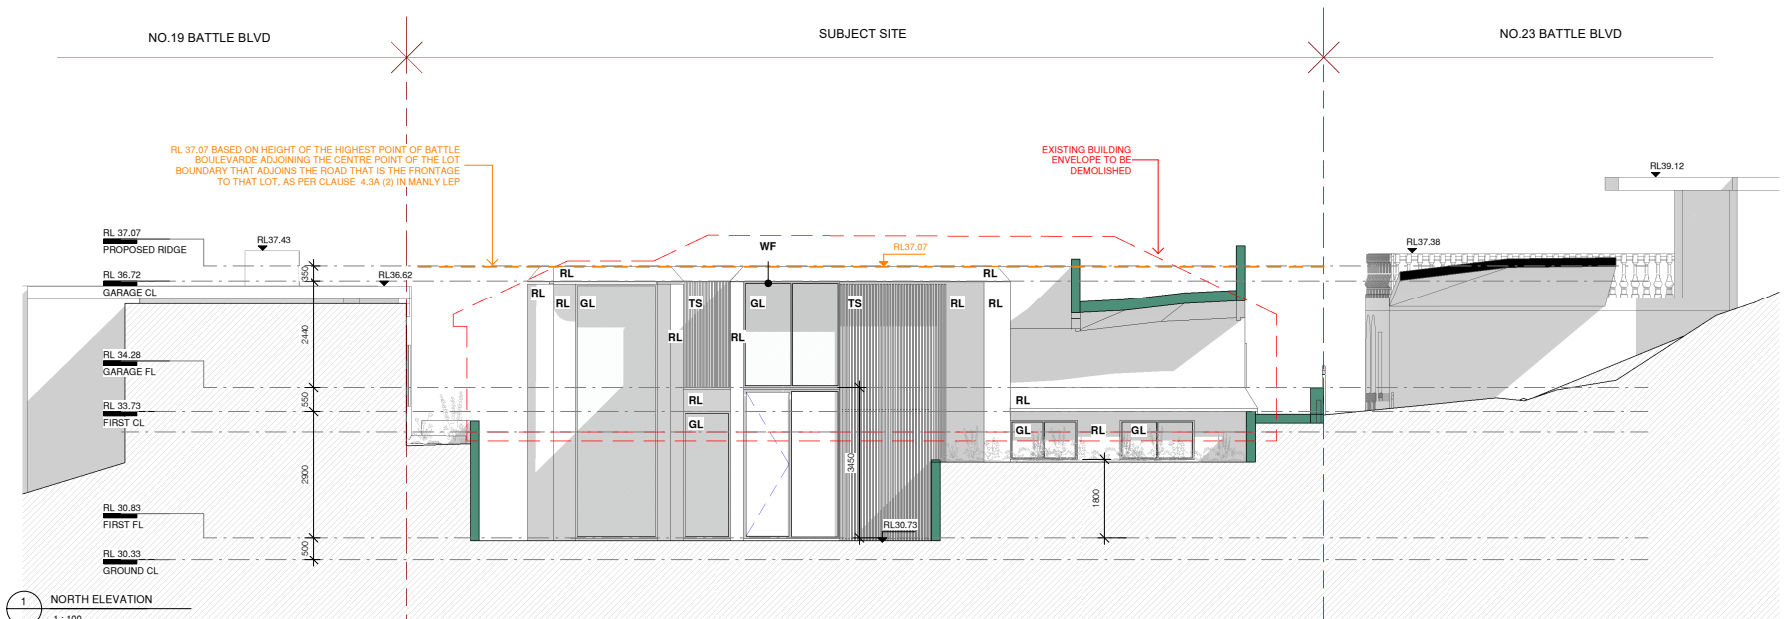 NO.19 BATTLE BLVD
SUBJECT SITE
NO.23 BATTLE BLVD
RL 37.07 BASED ON HEIGHT OF THE HIGHEST POINT OF BATTLE
BOULEVARDE ADJOINING THE CENTRE POINT OF THE LOT
BOUNDARY THAT ADJOINS THE ROAD THAT IS THE FRONTAGE
TO THAT LOT, AS PER CLAUSE 4.3A (2) IN MANLY LEP
EXISTING BUILDING
ENVELOPE TO BE
DEMOLISHED
RL39.12
RL 37.07
PROPOSED RIDGE
RL37.43
RL36.62
WF
RL37.07
RL37.38
RL 36.72
GARAGE CL
350
RL
RL
RL
RL
GL
TS
GL
TS
RL
RL
2440
RL
RL
RL 34.28
GARAGE FL
550
RL
RL
RL 33.73
FIRST CL
GL
GL
RL
GL
2900
3450
1800
RL 30.83
FIRST FL
RL30.73
500
RL 30.33
GROUND CL
1
NORTH ELEVATION
1 : 100